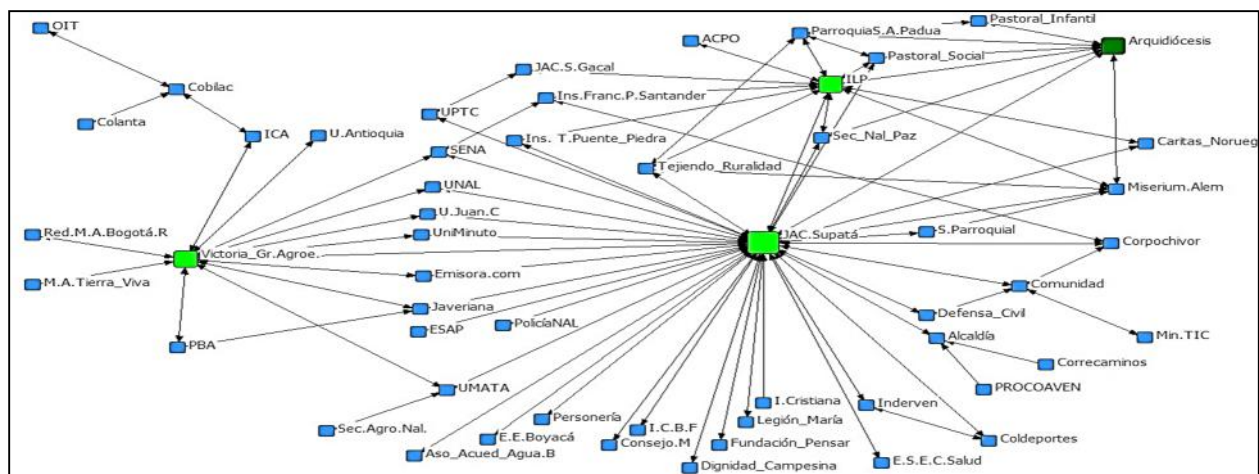 Pastoral_Infantil
OIT
ParroquiaS.A.Padua
ACPO
Arquidiócesis
Pastoral_Social
JAC.S.Gacal
ILP
Cobilac
Ins.Franc.P.Santander
UPTC
Colanta
ICA
U.Antioquia
Ins. T.Puente_Piedra
Sec_Nal_Paz
Caritas_Norueg
SENA
Tejiendo_Ruralidad
UNAL
Miserium.Alem
U.Juan.C
Red.M.A.Bogotá.R
UniMinuto
JAC.Supatá
S.Parroquial
Corpochivor
Victoria_Gr.Agroe.
Emisora.com
M.A.Tierra_Viva
Comunidad
Javeriana
Defensa_Civil
ESAP
PolicíaNAL
Alcaldía
Min.TIC
PBA
Correcaminos
UMATA
PROCOAVEN
I.Cristiana
Inderven
Personería
Legión_María
Sec.Agro.Nal.
I.C.B.F
E.E.Boyacá
Consejo.M
Fundación_Pensar
Coldeportes
Aso_Acued_Agua.B
E.S.E.C.Salud
Dignidad_Campesina